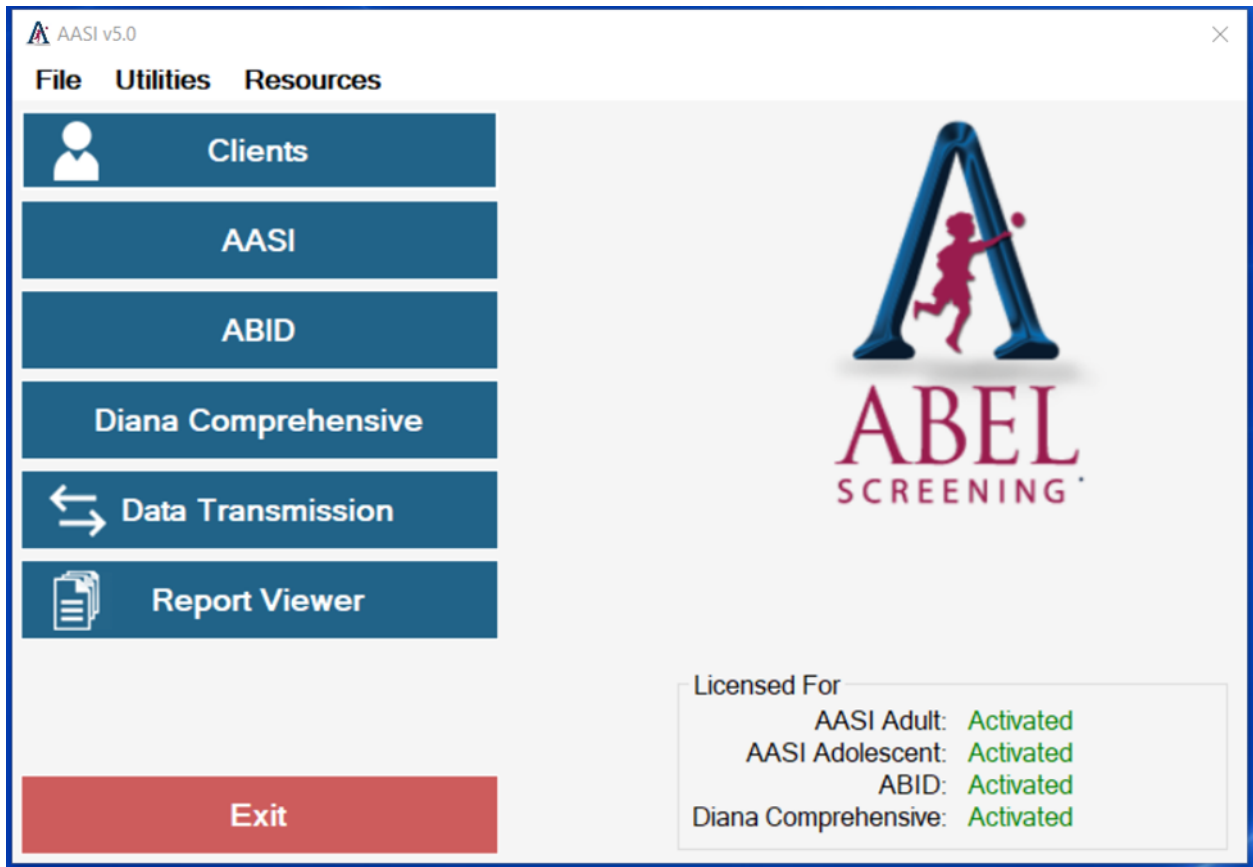 AASI v5.0
File Utilities Resources
Clients
AASI
ABID
Diana Comprehensive
Data Transmission
Report Viewer
Exit
ABEL
SCREENING
Licensed For
AASI Adult: Activated
AASI Adolescent: Activated
ABID: Activated
Diana Comprehensive: Activated